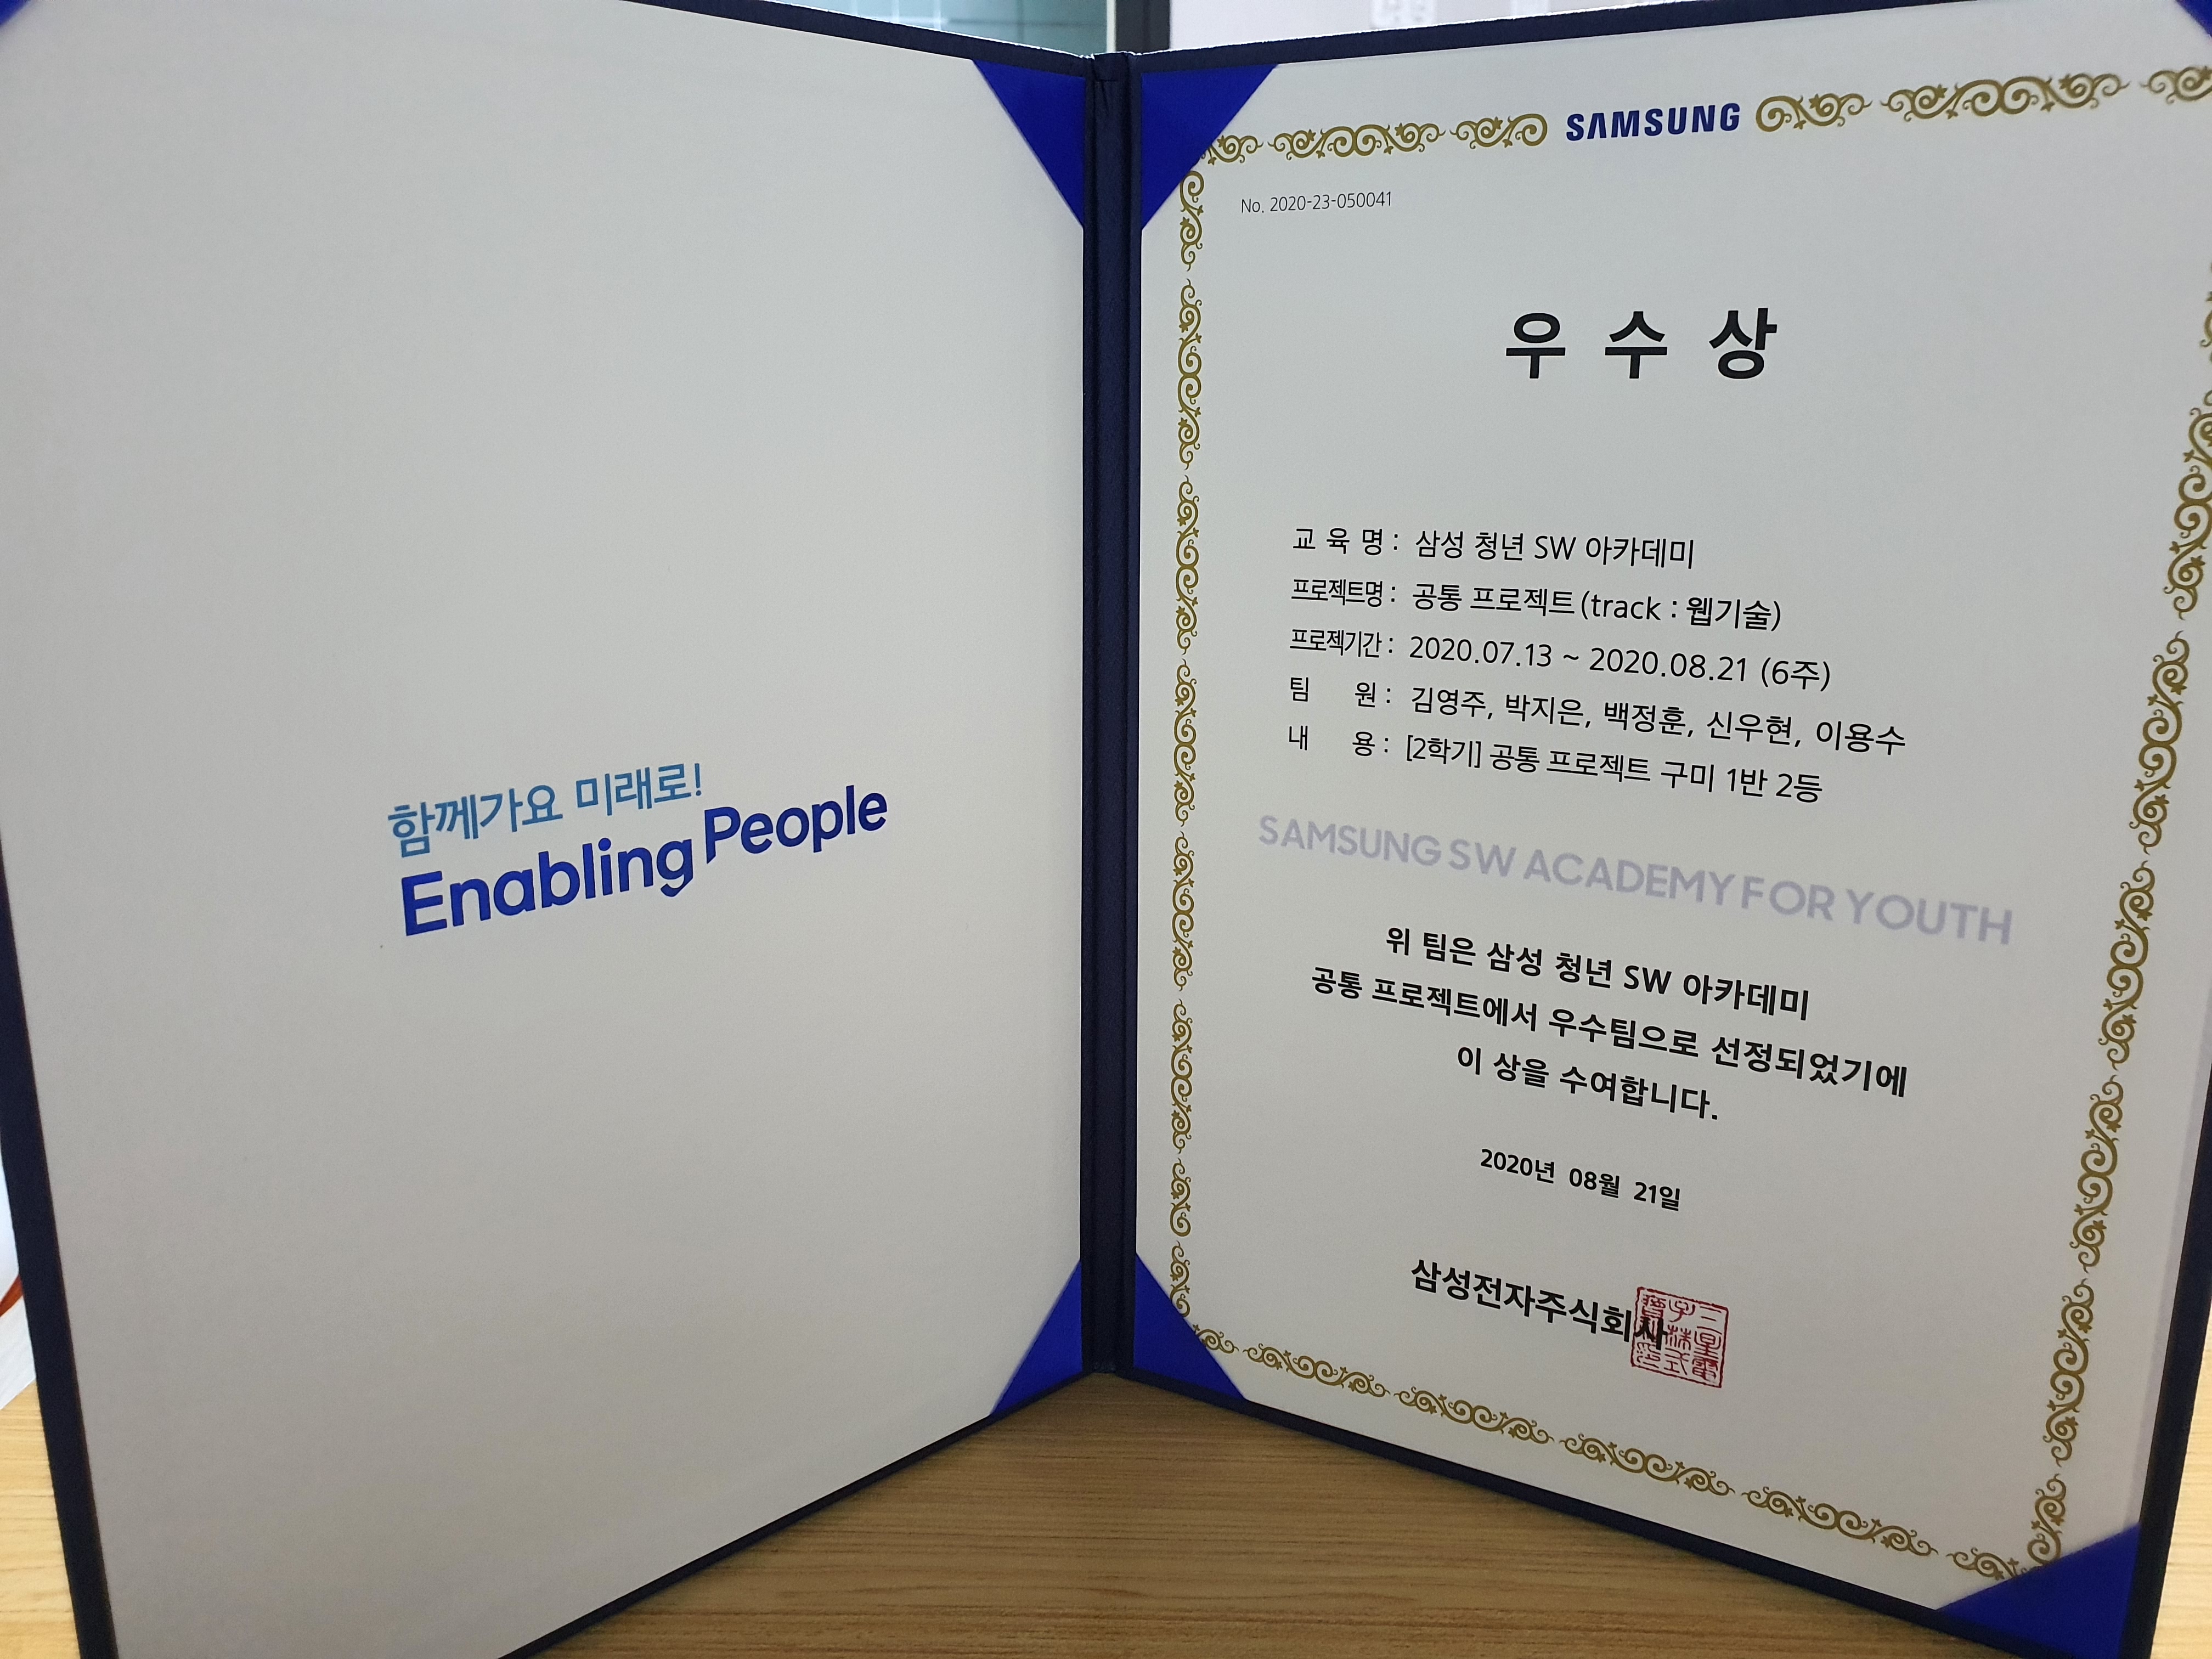 함께가요 미래로!
Enabling People
SAMSUNG
No. 2020-23-050041
우 수 상
교 육 명 : 삼성 청년 SW 아카데미
프로젝트명 : 공통 프로젝트(track : 웹기술)
프로젝기간 : 2020.07.13 ~ 2020.08.21 (6주)
팀 원 : 김영주, 박지은, 백정훈, 신우현, 이용수
내 용 : [2학기] 공통 프로젝트 구미 1반 2등
SAMSUNG SW ACADEMY FOR YOUTH
위 팀은 삼성 청년 SW 아카데미
공통 프로젝트에서 우수팀으로 선정되었기에
이 상을 수여합니다.
2020년 08월 21일
삼성전자주식회사